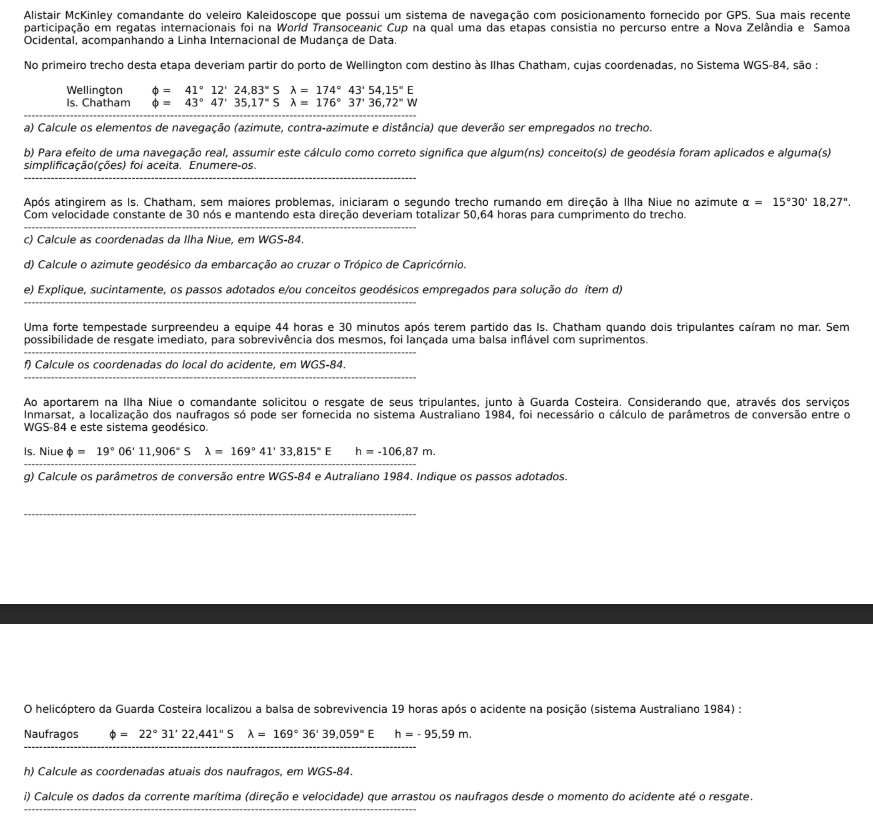 Alistair McKinley comandante do veleiro Kaleidoscope que possui um sistema de navegação com posicionamento fornecido por GPS. Sua mais recente
participação em regatas internacionais foi na World Transoceanic Cup na qual uma das etapas consistia no percurso entre a Nova Zelândia e Samoa
Ocidental, acompanhando a Linha Internacional de Mudança de Data.
No primeiro trecho desta etapa deveriam partir do porto de Wellington com destino às Ilhas Chatham, cujas coordenadas, no Sistema WGS-84, são :
Wellington ϕ = 41° 12' 24,83" S λ = 174° 43' 54,15" E
Is. Chatham ϕ = 43° 47' 35,17" S λ = 176° 37' 36,72" W
--------------------------------------------------------------------------------------------------
a) Calcule os elementos de navegação (azimute, contra-azimute e distância) que deverão ser empregados no trecho.
b) Para efeito de uma navegação real, assumir este cálculo como correto significa que algum(ns) conceito(s) de geodésia foram aplicados e alguma(s)
simplificação(ções) foi aceita. Enumere-os.
--------------------------------------------------------------------------------------------------
Após atingirem as Is. Chatham, sem maiores problemas, iniciaram o segundo trecho rumando em direção à Ilha Niue no azimute α = 15°30' 18,27".
Com velocidade constante de 30 nós e mantendo esta direção deveriam totalizar 50,64 horas para cumprimento do trecho.
--------------------------------------------------------------------------------------------------
c) Calcule as coordenadas da Ilha Niue, em WGS-84.
d) Calcule o azimute geodésico da embarcação ao cruzar o Trópico de Capricórnio.
e) Explique, sucintamente, os passos adotados e/ou conceitos geodésicos empregados para solução do ítem d)
--------------------------------------------------------------------------------------------------
Uma forte tempestade surpreendeu a equipe 44 horas e 30 minutos após terem partido das Is. Chatham quando dois tripulantes caíram no mar. Sem
possibilidade de resgate imediato, para sobrevivência dos mesmos, foi lançada uma balsa inflável com suprimentos.
--------------------------------------------------------------------------------------------------
f) Calcule os coordenadas do local do acidente, em WGS-84.
--------------------------------------------------------------------------------------------------
Ao aportarem na Ilha Niue o comandante solicitou o resgate de seus tripulantes, junto à Guarda Costeira. Considerando que, através dos serviços
Inmarsat, a localização dos naufragos só pode ser fornecida no sistema Australiano 1984, foi necessário o cálculo de parâmetros de conversão entre o
WGS-84 e este sistema geodésico.
Is. Niue ϕ = 19° 06' 11,906" S λ = 169° 41' 33,815" E h = -106,87 m.
--------------------------------------------------------------------------------------------------
g) Calcule os parâmetros de conversão entre WGS-84 e Autraliano 1984. Indique os passos adotados.
--------------------------------------------------------------------------------------------------
O helicóptero da Guarda Costeira localizou a balsa de sobrevivencia 19 horas após o acidente na posição (sistema Australiano 1984) :
Naufragos ϕ = 22° 31’ 22,441" S λ = 169° 36' 39,059" E h = - 95,59 m.
--------------------------------------------------------------------------------------------------
h) Calcule as coordenadas atuais dos naufragos, em WGS-84.
i) Calcule os dados da corrente marítima (direção e velocidade) que arrastou os naufragos desde o momento do acidente até o resgate.
--------------------------------------------------------------------------------------------------